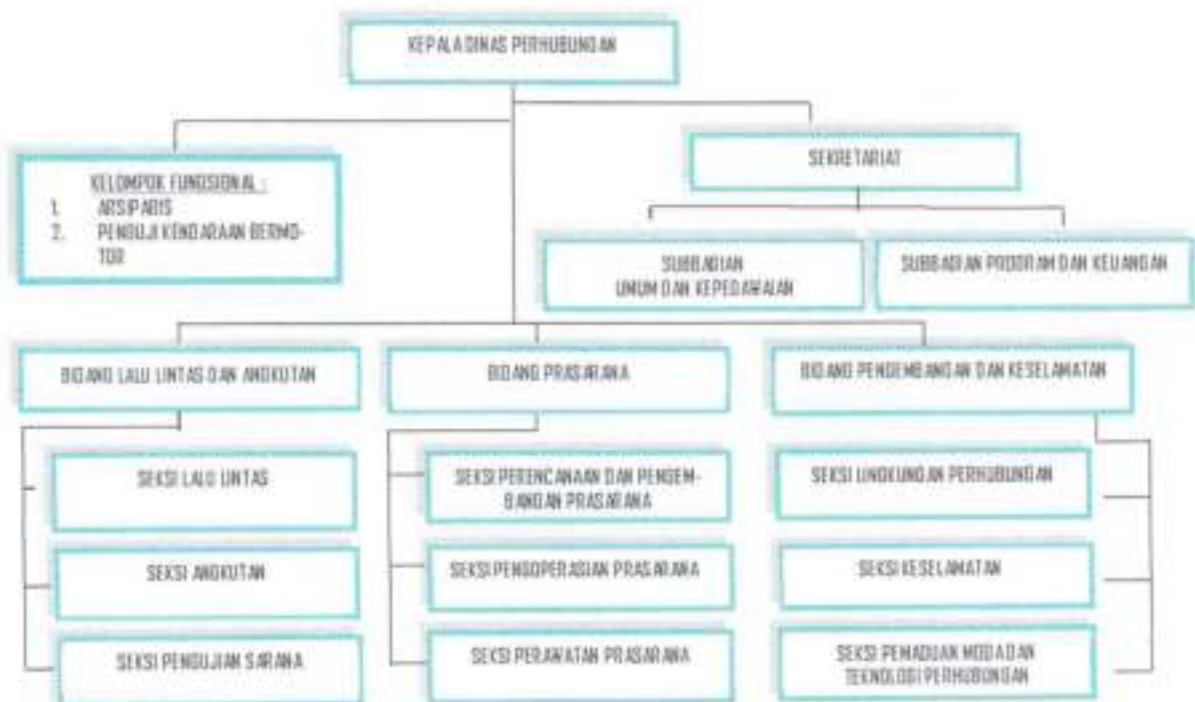 KEPALA DINAS PERHUBUNGAN
SEKRETARIAT
KELOMPOK FUNGSIONAL :
1. ARSIPARIS
2. PENGUJI KENDARAAN BERMO-
TOR
SUBBAGIAN
UMUM DAN KEPEGAWAIAN
SUBBAGIAN PROGRAM DAN KEUANGAN
BIDANG LALU LINTAS DAN ANGKUTAN
BIDANG PRASARANA
BIDANG PENGEMBANGAN DAN KESELAMATAN
SEKSI LALU LINTAS
SEKSI PERENCANAAN DAN PENGEM-
BANGAN PRASARANA
SEKSI LINGKUNGAN PERHUBUNGAN
SEKSI ANGKUTAN
SEKSI PENGOPERASIAN PRASARANA
SEKSI KESELAMATAN
SEKSI PENGUJIAN SARANA
SEKSI PERAWATAN PRASARANA
SEKSI PEMADUAN MODA DAN
TEKNOLOGI PERHUBUNGAN